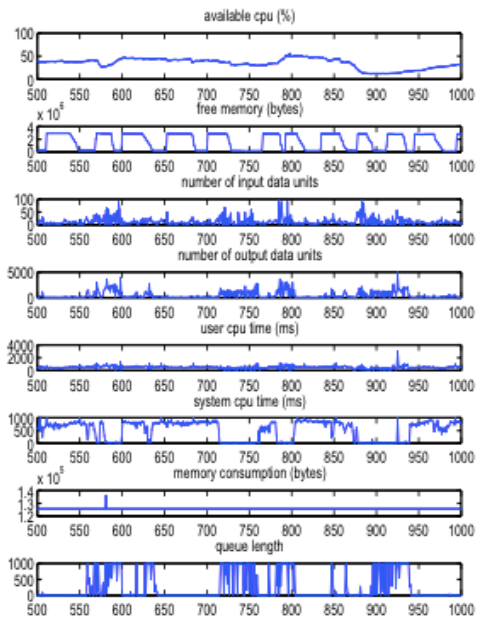 available cpu (%)
100
50
0
500 550 600 650 700 750 800 850 900 950 1000
x 10^6
free memory (bytes)
4
2
0
500 550 600 650 700 750 800 850 900 950 1000
number of input data units
100
50
0
500 550 600 650 700 750 800 850 900 950 1000
number of output data units
5000
0
500 550 600 650 700 750 800 850 900 950 1000
user cpu time (ms)
4000
2000
0
500 550 600 650 700 750 800 850 900 950 1000
system cpu time (ms)
1000
500
0
500 550 600 650 700 750 800 850 900 950 1000
x 10^5
memory consumption (bytes)
1.4
1.3
1.2
500 550 600 650 700 750 800 850 900 950 1000
queue length
1000
500
0
500 550 600 650 700 750 800 850 900 950 1000